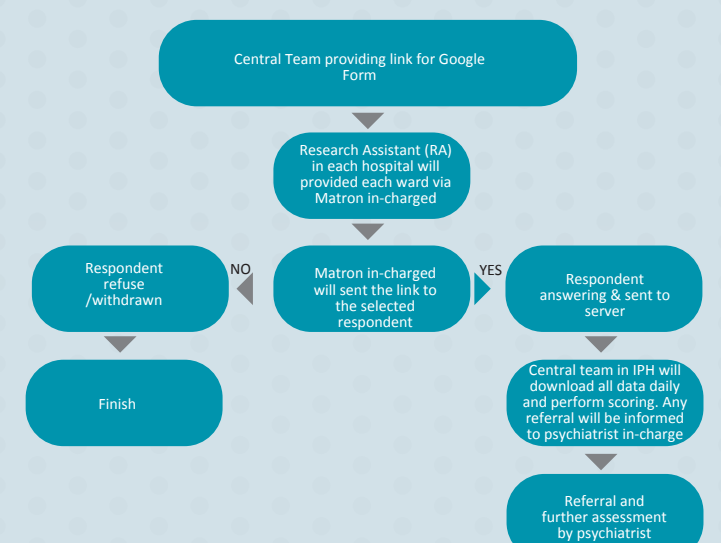 Central Team providing link for Google
Form
Research Assistant (RA)
in each hospital will
provided each ward via
Matron in-charged
Respondent
refuse
/withdrawn
NO
Matron in-charged
will sent the link to
the selected
respondent
YES
Respondent
answering & sent to
server
Finish
Central team in IPH will
download all data daily
and perform scoring. Any
referral will be informed
to psychiatrist in-charge
Referral and
further assessment
by psychiatrist